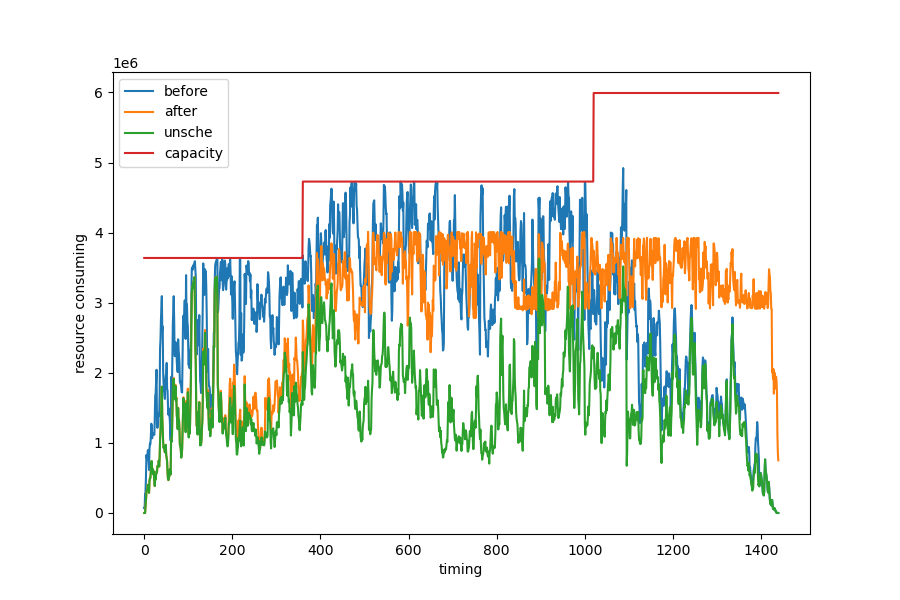 1e6
6
5
4
3
2
1
0
resource consuming
before
after
unsche
capacity
0 200 400 600 800 1000 1200 1400
timing